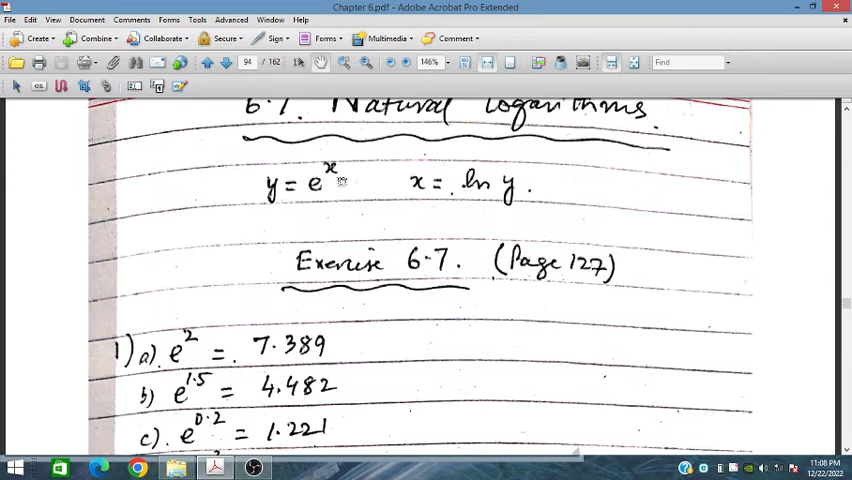 Chapter 6.pdf - Adobe Acrobat Pro Extended
File Edit View Document Comments Forms Tools Advanced Window Help
Create Combine Collaborate Secure Sign Forms Multimedia Comment
94 / 162 146% Find
6.7. Natural logarithms.
y = e^x x = ln y.
Exercise 6.7. (Page 127)
1) a). e^2 = 7.389
b) e^1.5 = 4.482
c). e^0.2 = 1.221
11:08 PM
12/22/2022